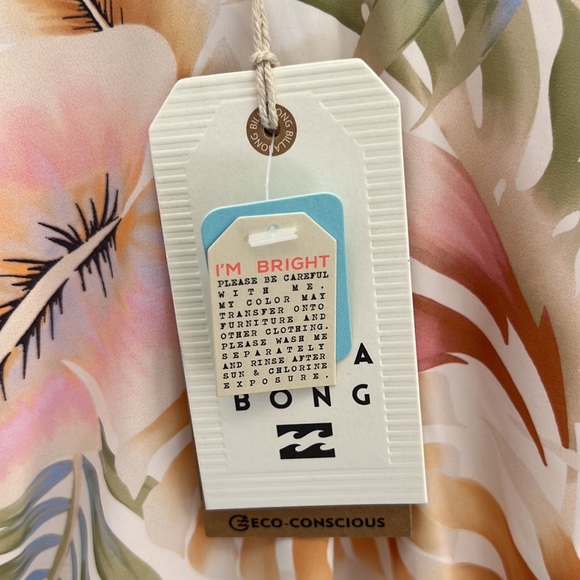 BILLABONG BILLABONG
I'M BRIGHT
PLEASE BE CAREFUL
WITH ME.
MY COLOR MAY
TRANSFER ONTO
FURNITURE AND
OTHER CLOTHING.
PLEASE WASH ME
SEPARATELY
AND RINSE AFTER
SUN & CHLORINE
EXPOSURE.
A
BONG
ECO-CONSCIOUS